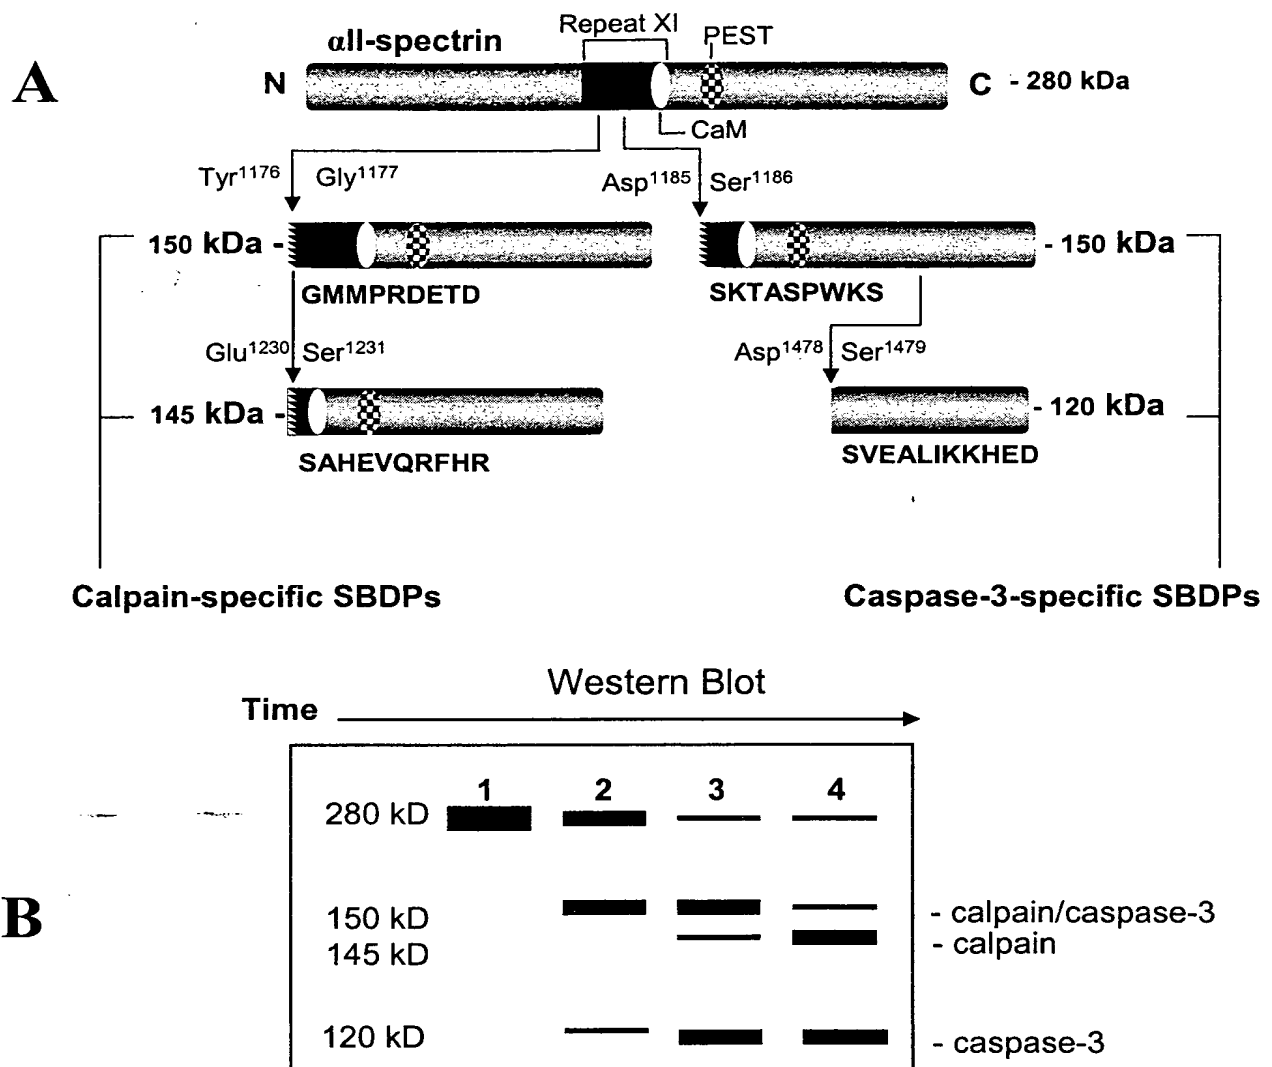 A
αII-spectrin
Repeat XI
PEST
N
C - 280 kDa
CaM
Tyr1176 Gly1177
Asp1185 Ser1186
150 kDa -
- 150 kDa
GMMPRDETD
SKTASPWKS
Glu1230 Ser1231
Asp1478 Ser1479
145 kDa -
- 120 kDa
SAHEVQRFHR
SVEALIKKHED
Calpain-specific SBDPs
Caspase-3-specific SBDPs
Western Blot
Time
1 2 3 4
280 kD
B
150 kD
- calpain/caspase-3
145 kD
- calpain
120 kD
- caspase-3